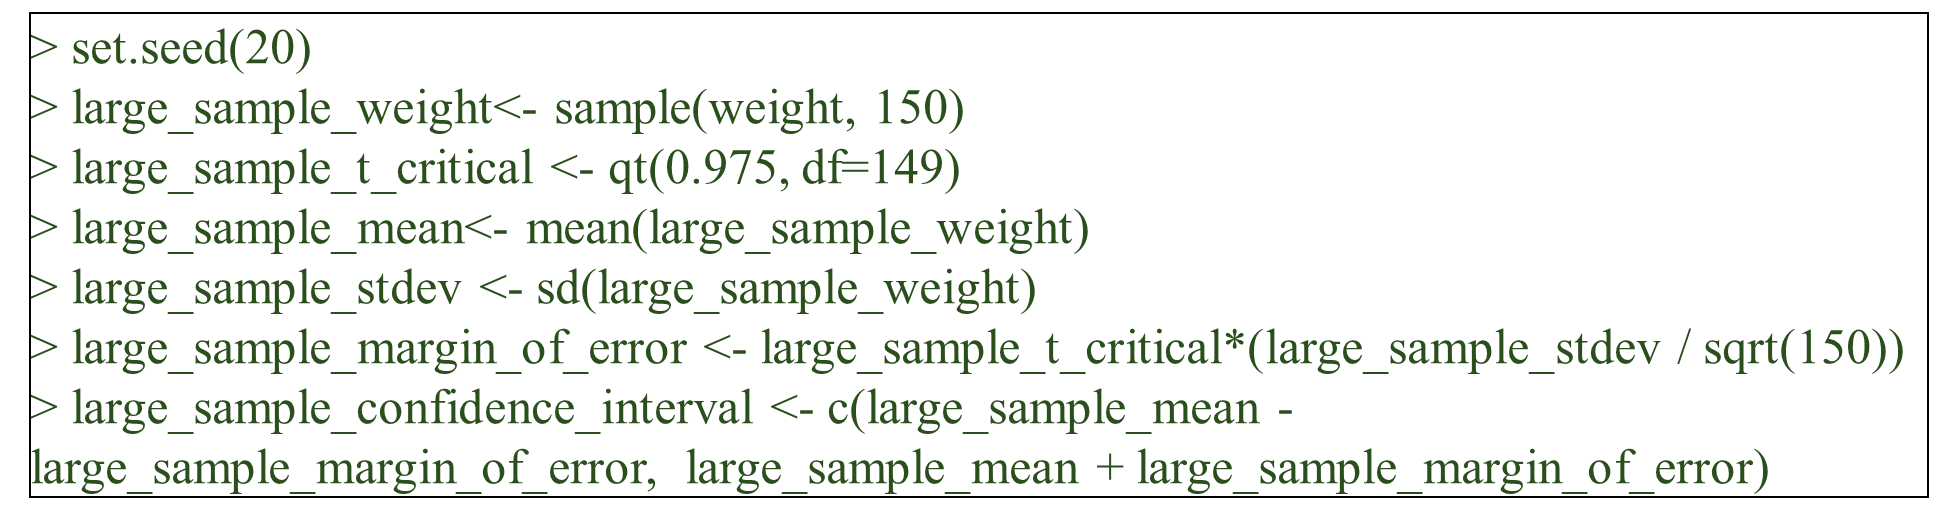 > set.seed(20)
> large_sample_weight<- sample(weight, 150)
> large_sample_t_critical <- qt(0.975, df=149)
> large_sample_mean<- mean(large_sample_weight)
> large_sample_stdev <- sd(large_sample_weight)
> large_sample_margin_of_error <- large_sample_t_critical*(large_sample_stdev / sqrt(150))
> large_sample_confidence_interval <- c(large_sample_mean -
large_sample_margin_of_error, large_sample_mean + large_sample_margin_of_error)